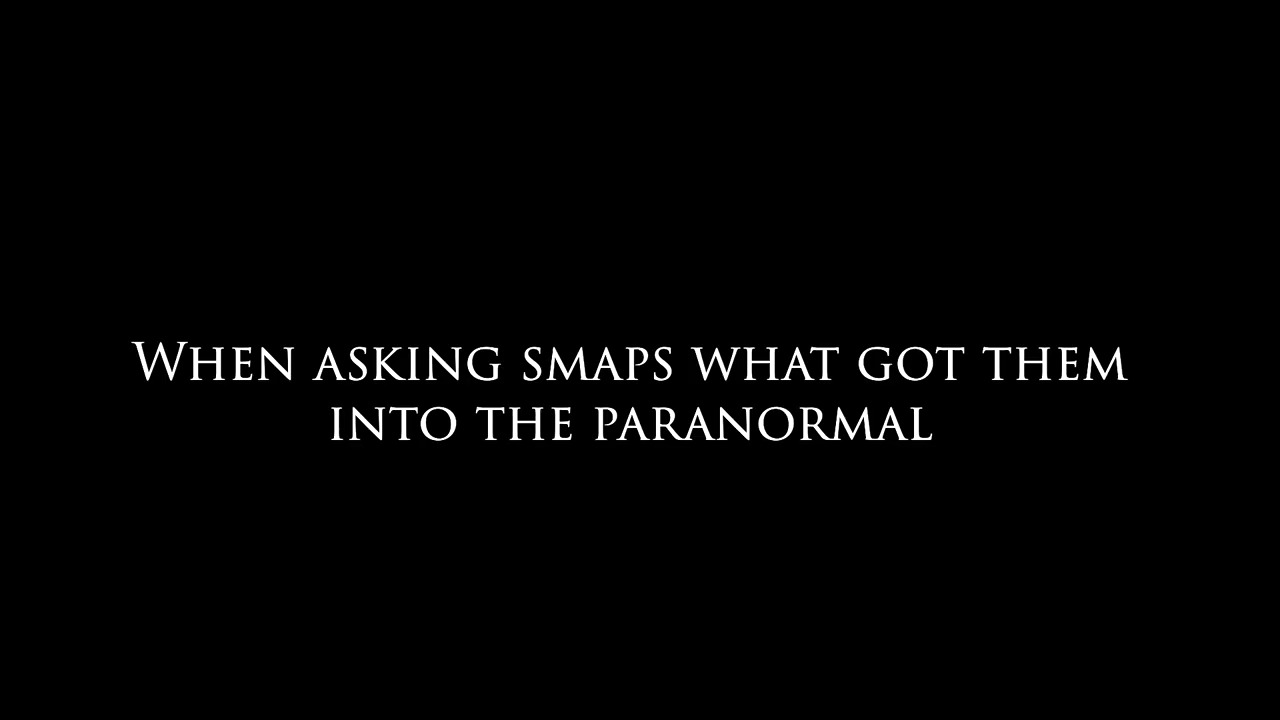 When asking smaps what got them
into the paranormal